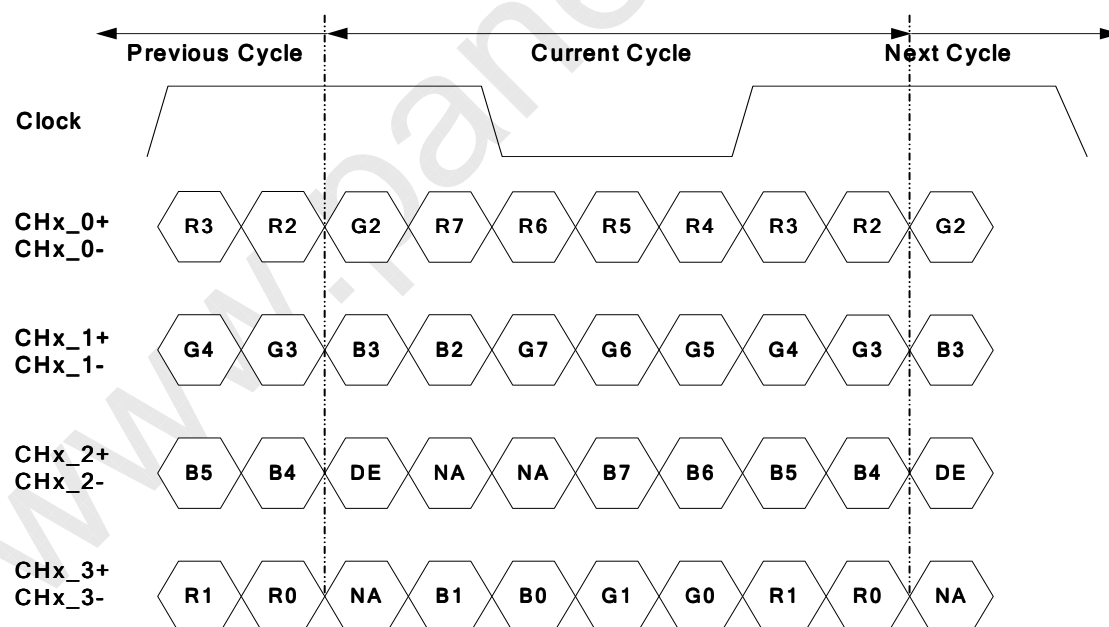 Previous Cycle Current Cycle Next Cycle
Clock
CHx_0+ R3 R2 G2 R7 R6 R5 R4 R3 R2 G2
CHx_0-
CHx_1+ G4 G3 B3 B2 G7 G6 G5 G4 G3 B3
CHx_1-
CHx_2+ B5 B4 DE NA NA B7 B6 B5 B4 DE
CHx_2-
CHx_3+ R1 R0 NA B1 B0 G1 G0 R1 R0 NA
CHx_3-
www.pane